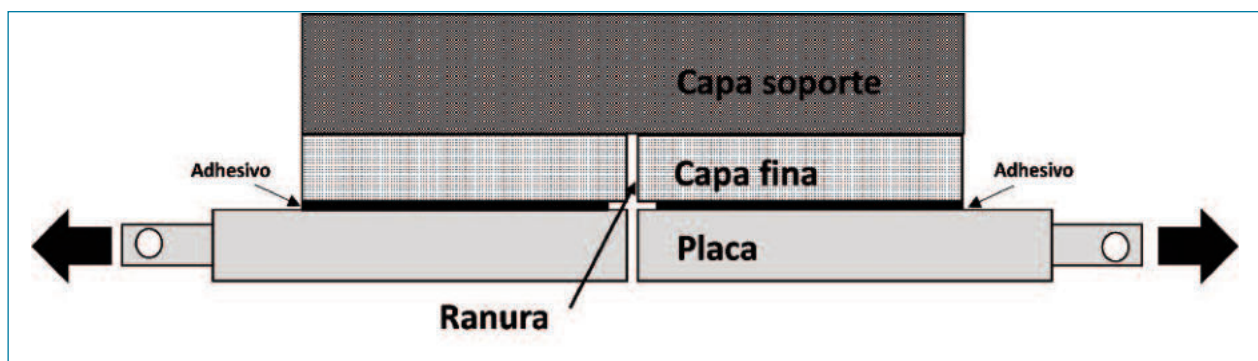 Capa soporte
Adhesivo
Capa fina
Adhesivo
Placa
Ranura